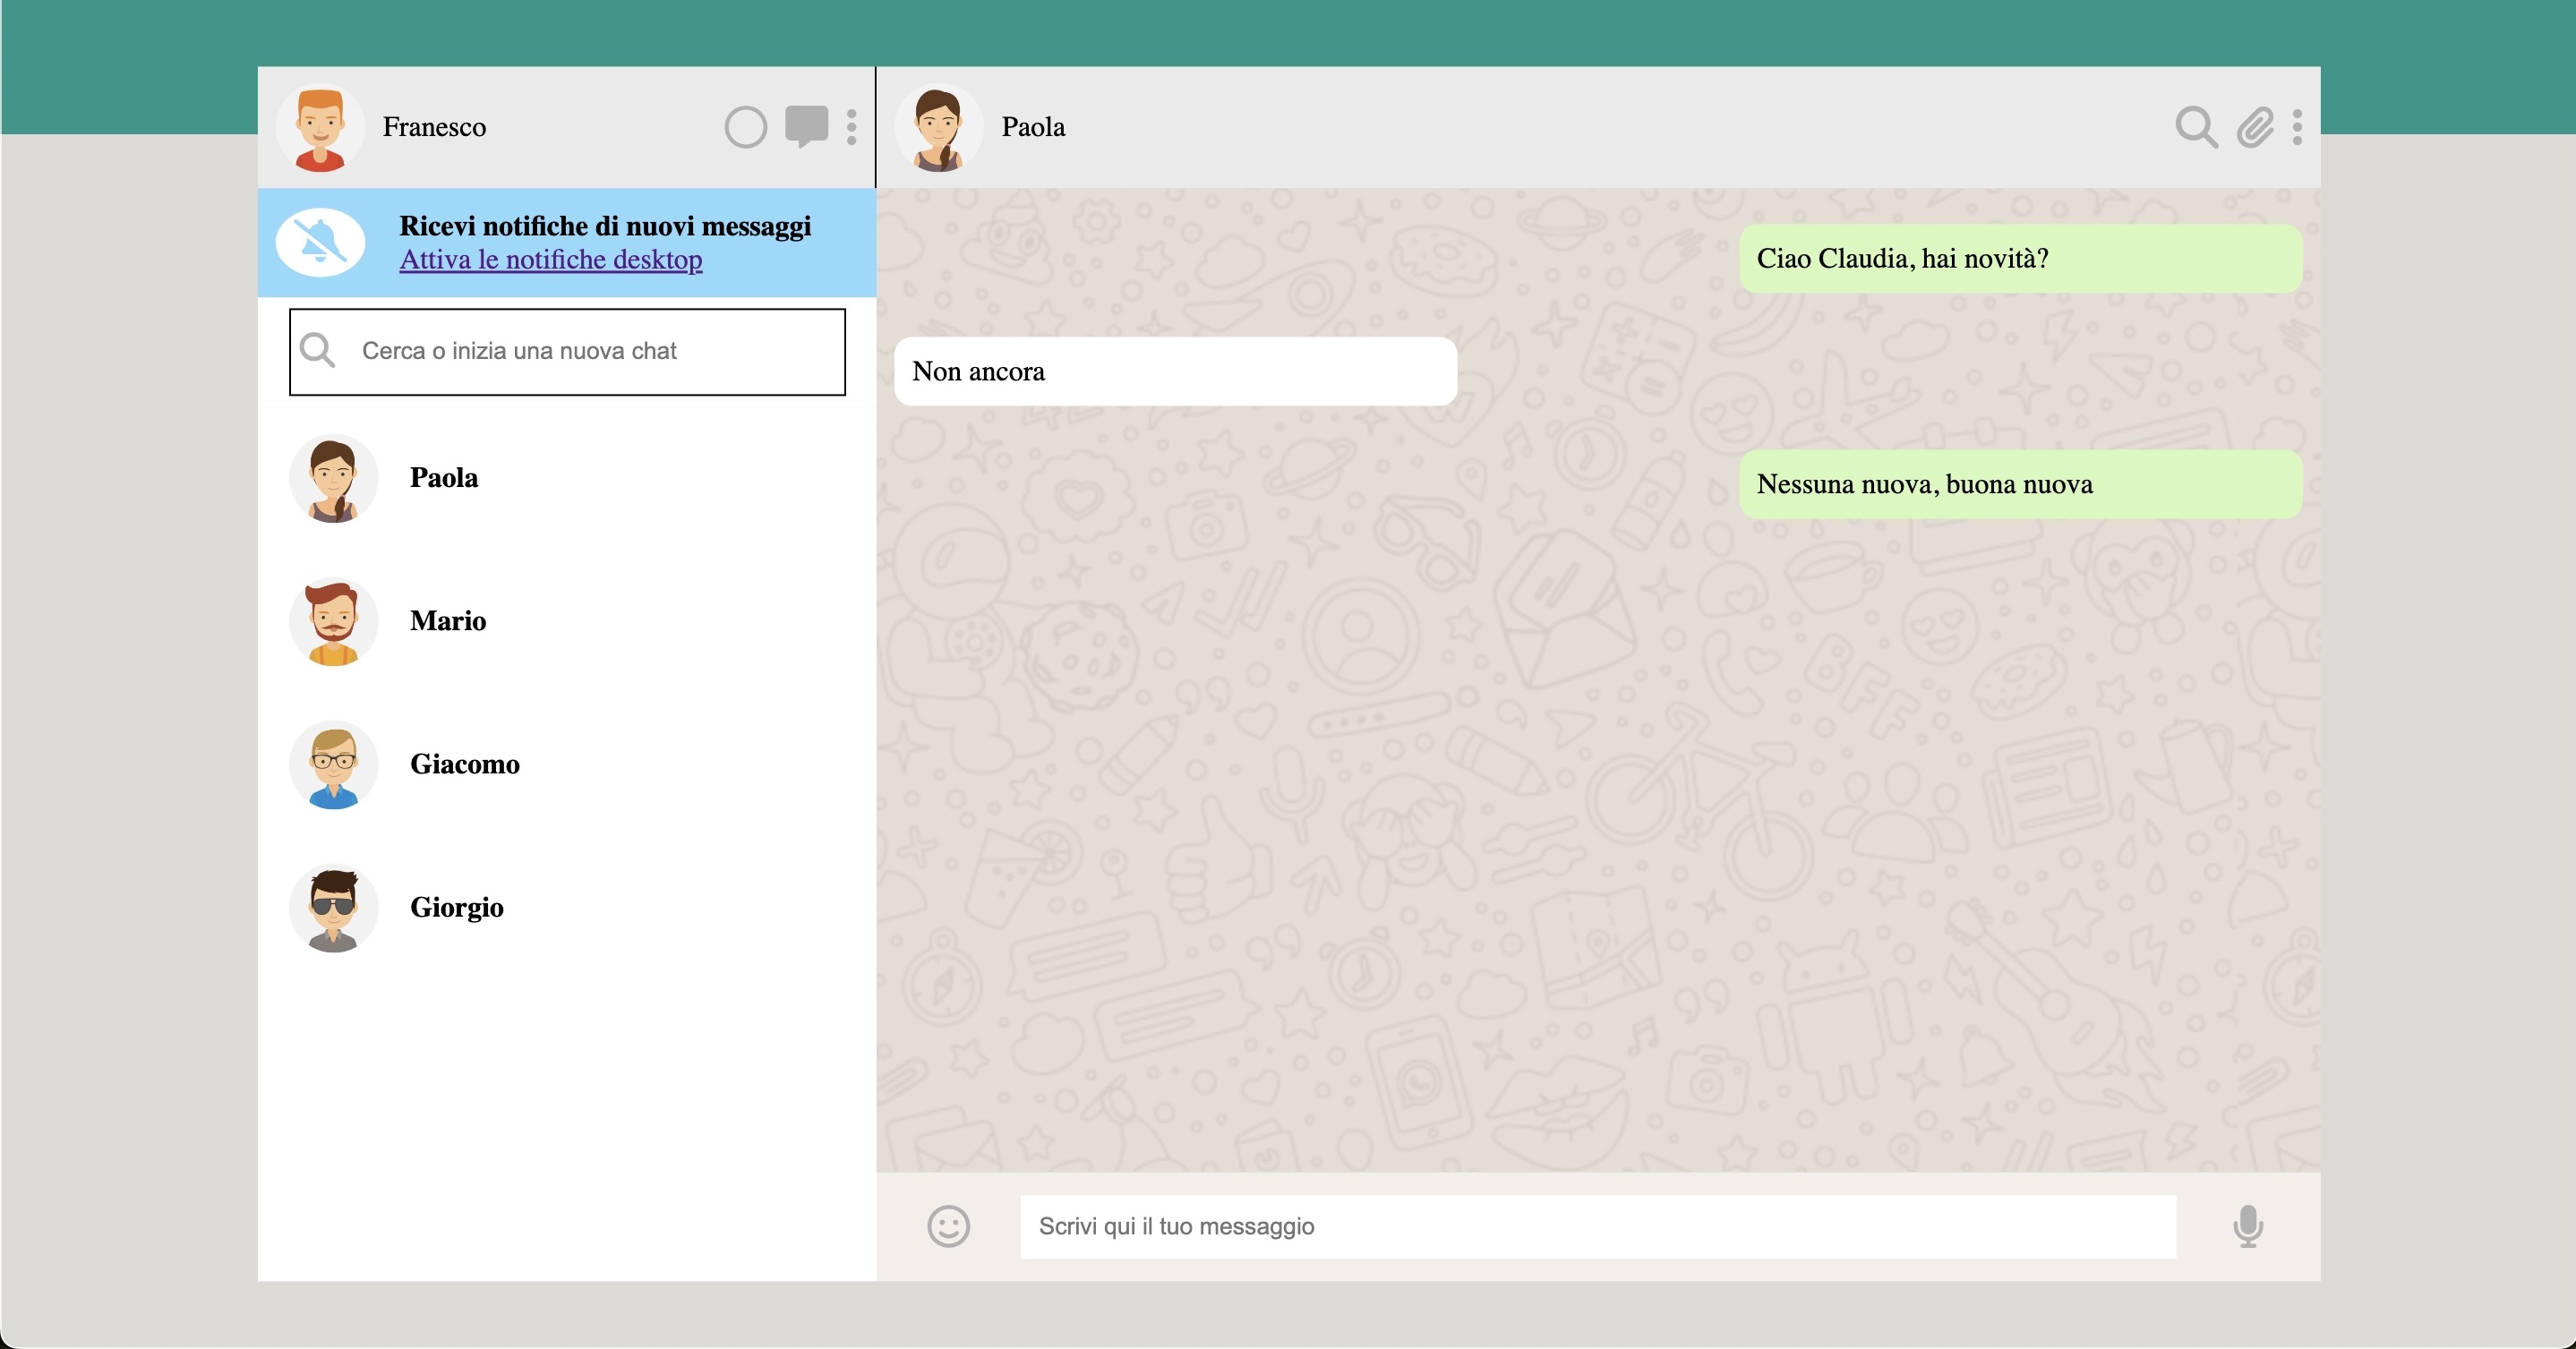 Franesco
Ricevi notifiche di nuovi messaggi
Attiva le notifiche desktop
Cerca o inizia una nuova chat
Paola
Mario
Giacomo
Giorgio
Paola
Ciao Claudia, hai novità?
Non ancora
Nessuna nuova, buona nuova
Scrivi qui il tuo messaggio